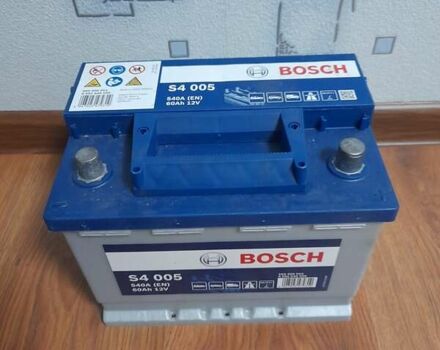 BOSCH
S4 005
540A (EN)
60Ah 12V
BOSCH
S4 005
540A (EN)
60Ah 12V